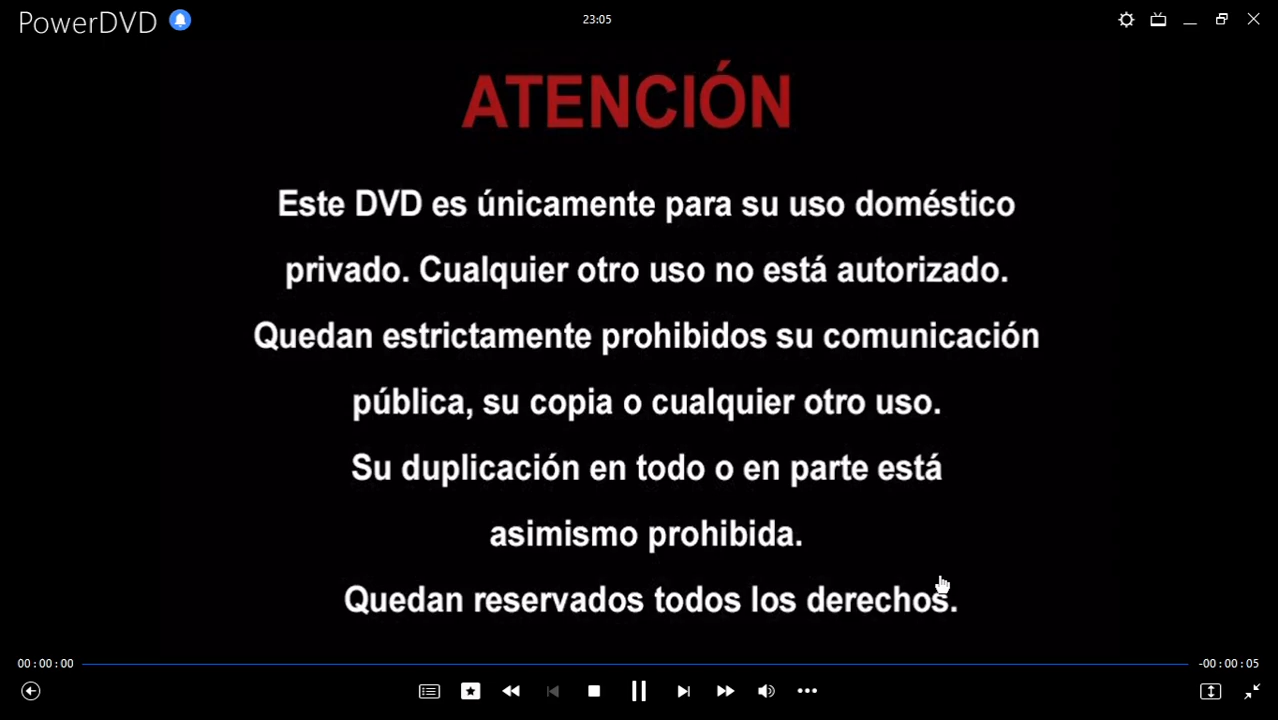 PowerDVD
23:05
ATENCIÓN
Este DVD es únicamente para su uso doméstico
privado. Cualquier otro uso no está autorizado.
Quedan estrictamente prohibidos su comunicación
pública, su copia o cualquier otro uso.
Su duplicación en todo o en parte está
asimismo prohibida.
Quedan reservados todos los derechos.
00:00:00
-00:00:05